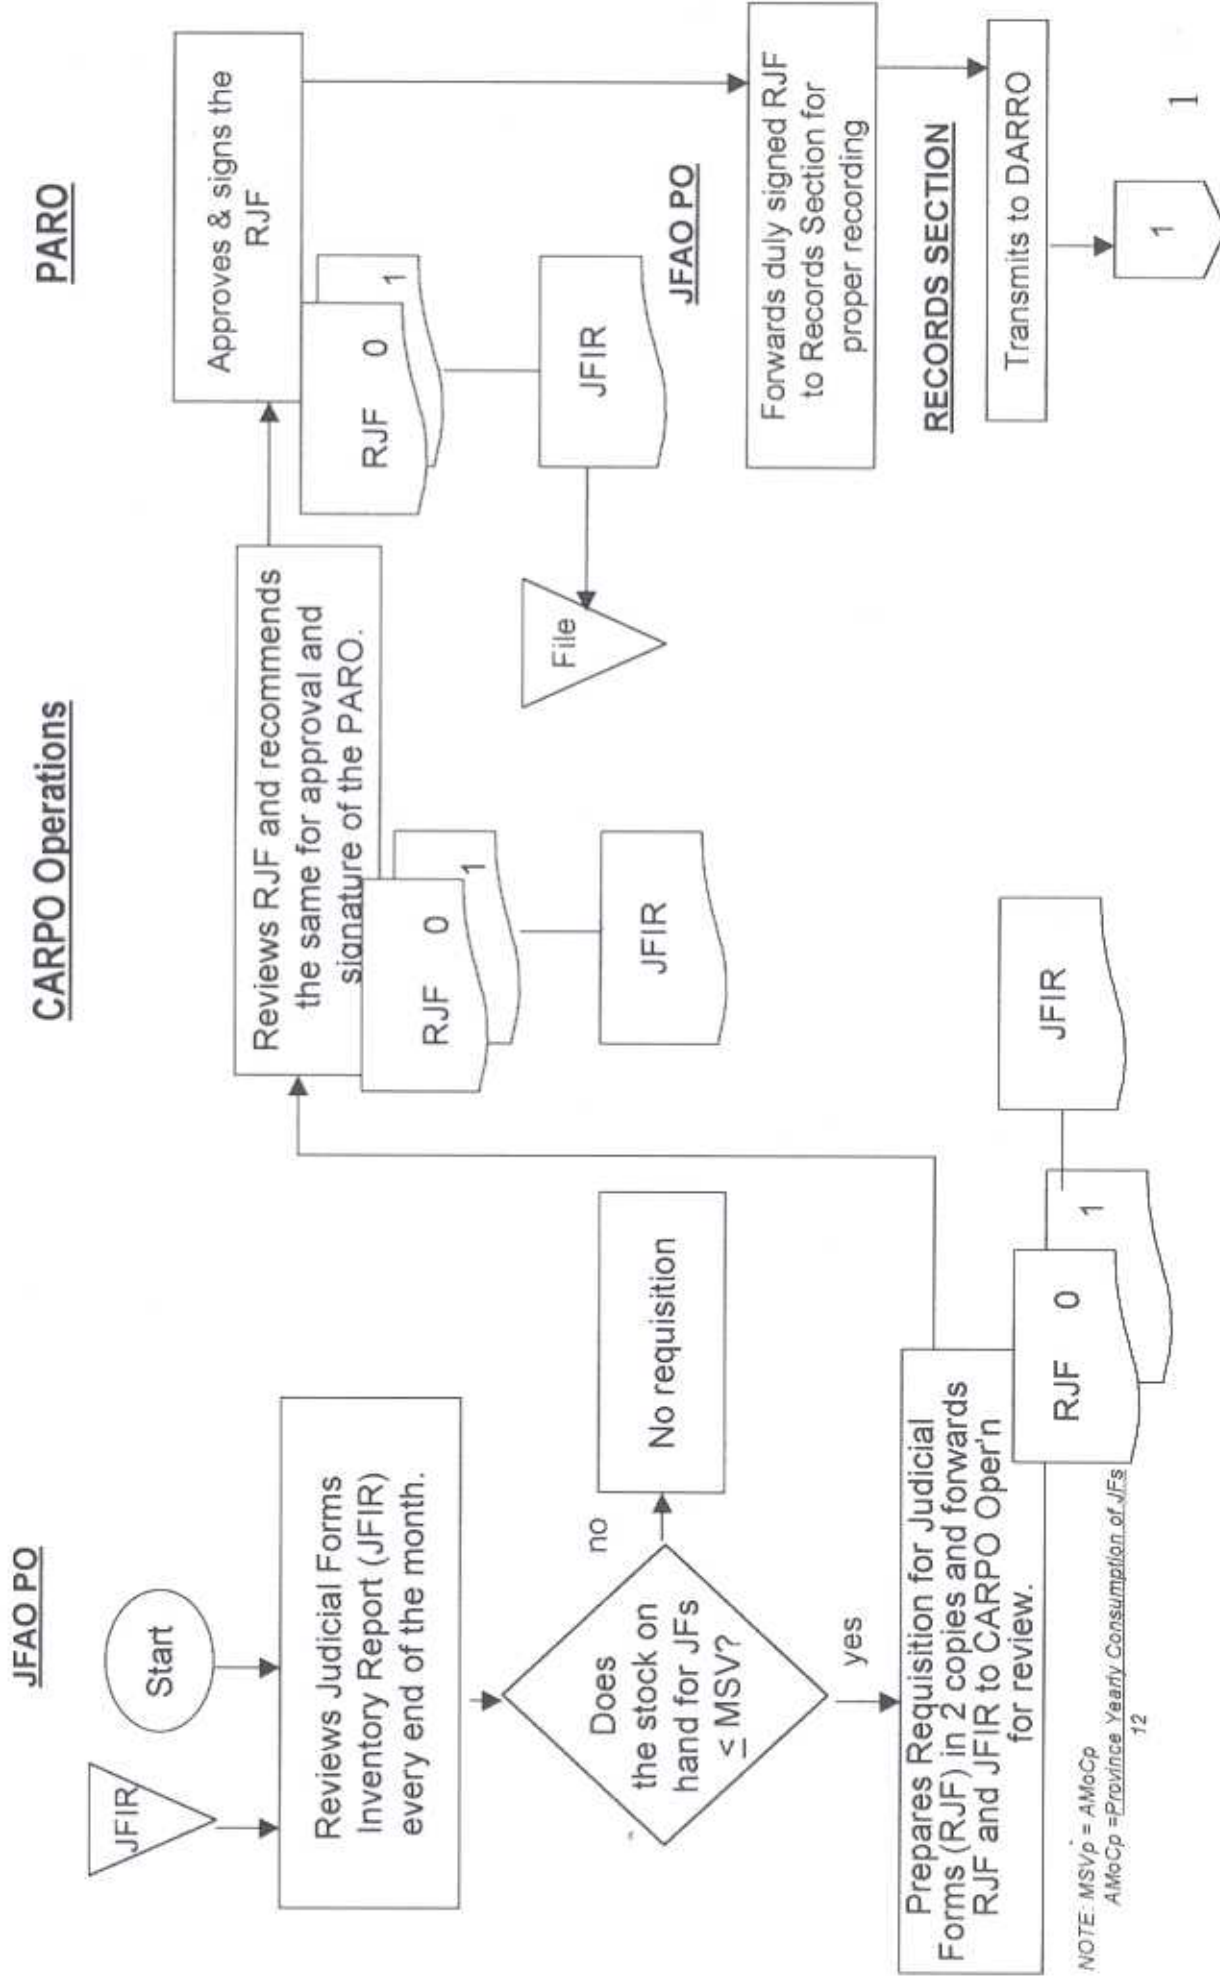 JFAO PO
JFIR
Start
Reviews Judicial Forms
Inventory Report (JFIR)
every end of the month.
Does
the stock on
hand for JFs
≤ MSV?
no
No requisition
yes
Prepares Requisition for Judicial
Forms (RJF) in 2 copies and forwards
RJF and JFIR to CARPO Oper'n
for review.
RJF 0
1
JFIR
NOTE: MSVp = AMoCp
AMoCp =Province Yearly Consumption of JFs
12
CARPO Operations
Reviews RJF and recommends
the same for approval and
signature of the PARO.
RJF 0
1
JFIR
PARO
Approves & signs the
RJF
RJF 0
1
JFIR
File
JFAO PO
Forwards duly signed RJF
to Records Section for
proper recording
RECORDS SECTION
Transmits to DARRO
1
1